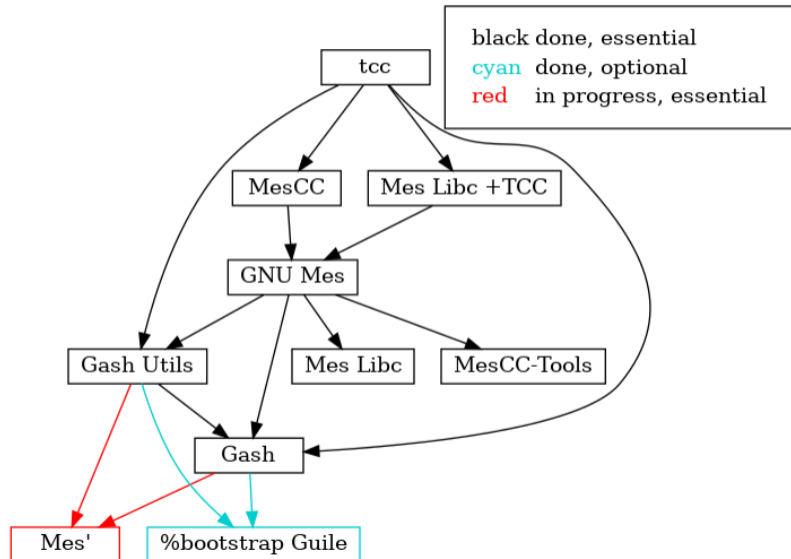 black done, essential
cyan done, optional
red in progress, essential
tcc
MesCC
Mes Libc +TCC
GNU Mes
Gash Utils
Mes Libc
MesCC-Tools
Gash
Mes'
%bootstrap Guile